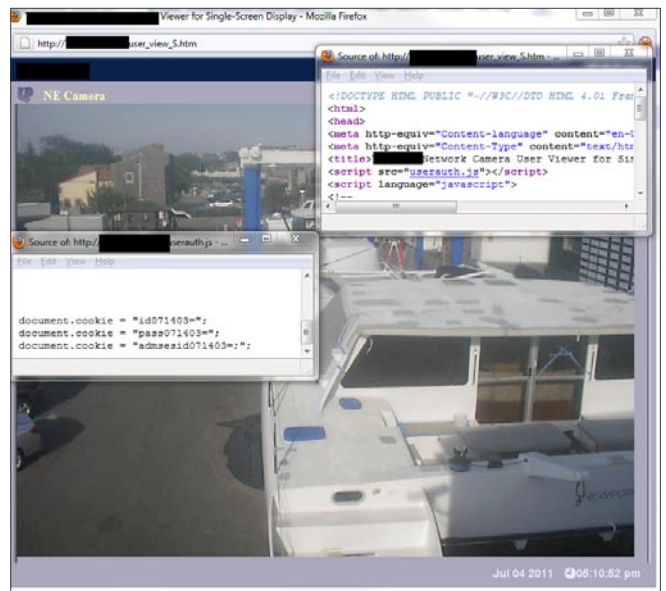 Viewer for Single-Screen Display - Mozilla Firefox
http://
user_view_S.htm
NE Camera
Source of: http://
user_view_S.htm - ...
File Edit View Help
<!DOCTYPE HTML PUBLIC "-//W3C//DTD HTML 4.01 Fram
<html>
<head>
<meta http-equiv="Content-language" content="en-U
<meta http-equiv="Content-Type" content="text/htm
<title>
Network Camera User Viewer for Sin
<script src="userauth.js"></script>
<script language="javascript">
<!--
Source of: http://
userauth.js - ...
File Edit View Help
document.cookie = "id071403=";
document.cookie = "pass071403=";
document.cookie = "admsesid071403=;";
NEWPOR
Jul 04 2011 05:10:52 pm